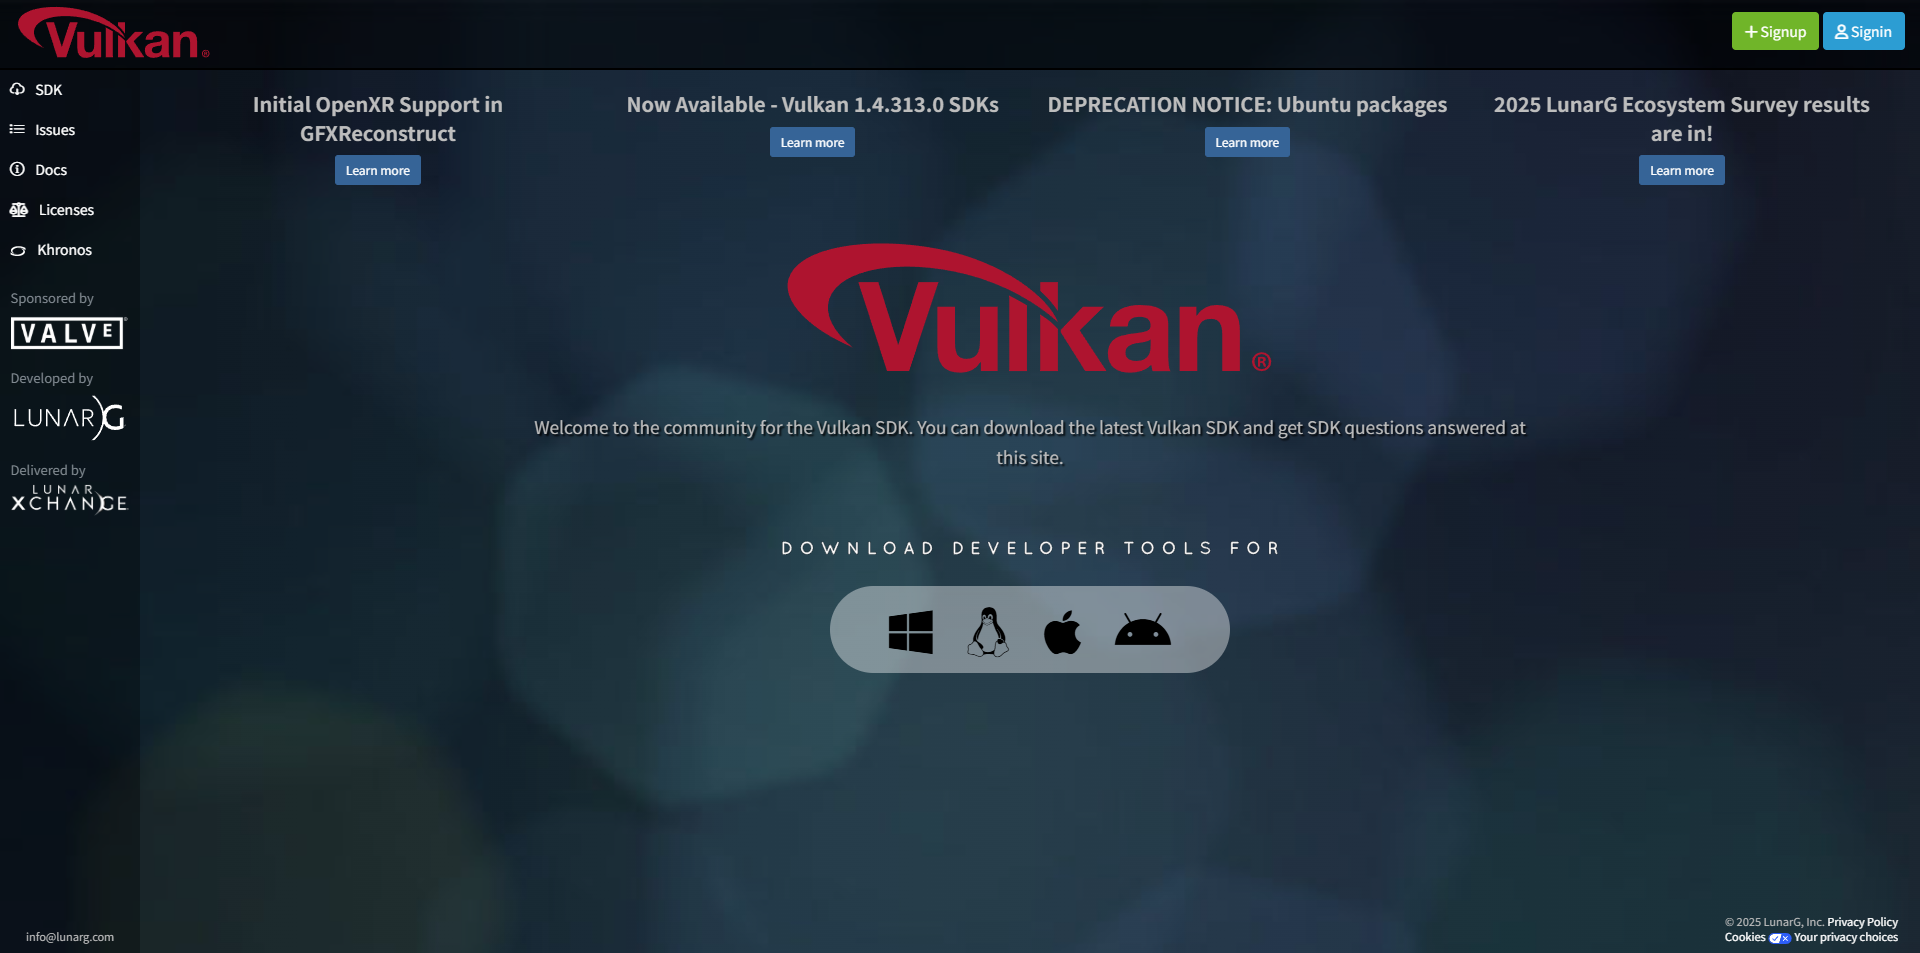 Vulkan®
Signup
Signin
SDK
Issues
Docs
Licenses
Khronos
Sponsored by
VALVE®
Developed by
LUNARG
Delivered by
LUNAR
XCHANGE
info@lunarg.com
Initial OpenXR Support in
GFXReconstruct
Learn more
Now Available - Vulkan 1.4.313.0 SDKs
Learn more
DEPRECATION NOTICE: Ubuntu packages
Learn more
2025 LunarG Ecosystem Survey results
are in!
Learn more
Vulkan®
Welcome to the community for the Vulkan SDK. You can download the latest Vulkan SDK and get SDK questions answered at
this site.
DOWNLOAD DEVELOPER TOOLS FOR
© 2025 LunarG, Inc. Privacy Policy
Cookies Your privacy choices